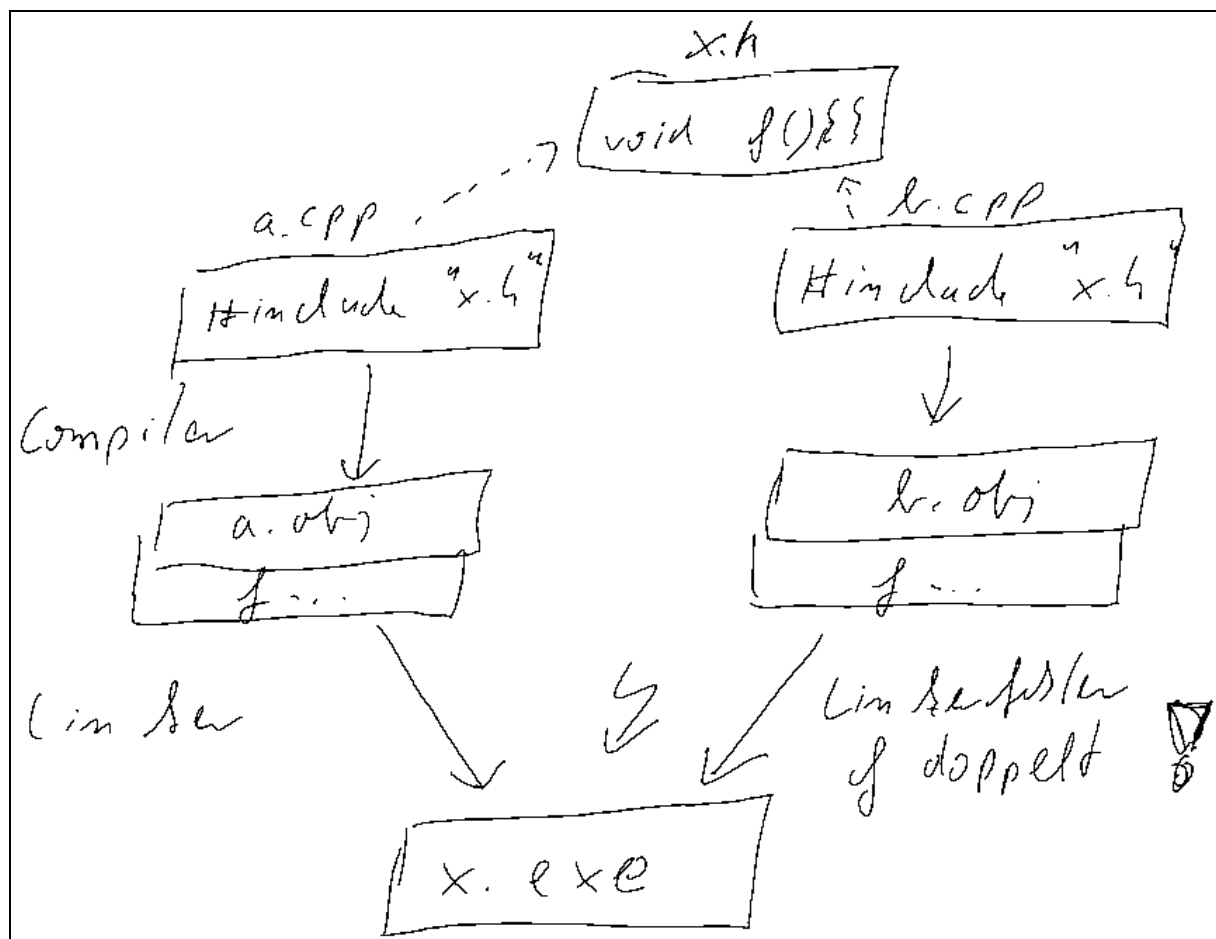 x.h
void f(){}
a.cpp
b.cpp
#include "x.h"
#include "x.h"
Compiler
a.obj
b.obj
f...
f...
Linker
Linkerfehler
f doppelt !
x.exe